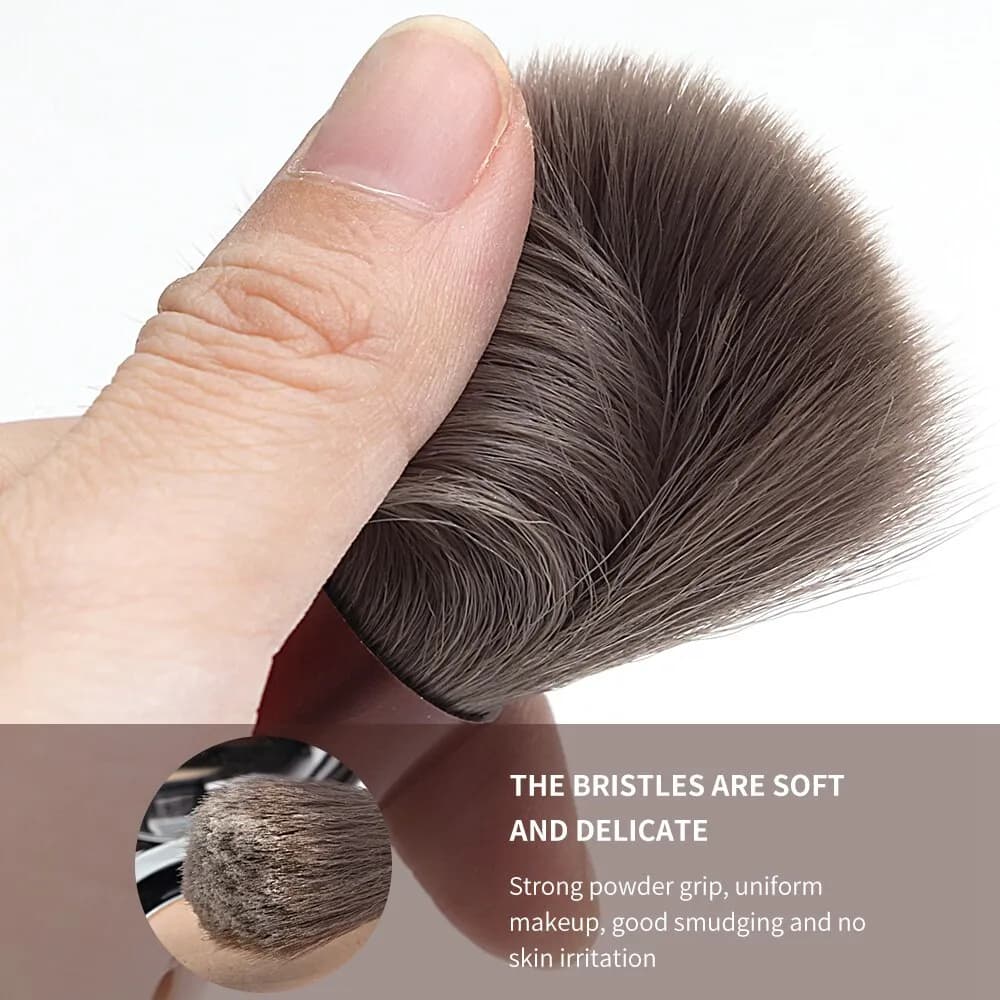 THE BRISTLES ARE SOFT
AND DELICATE
Strong powder grip, uniform
makeup, good smudging and no
skin irritation